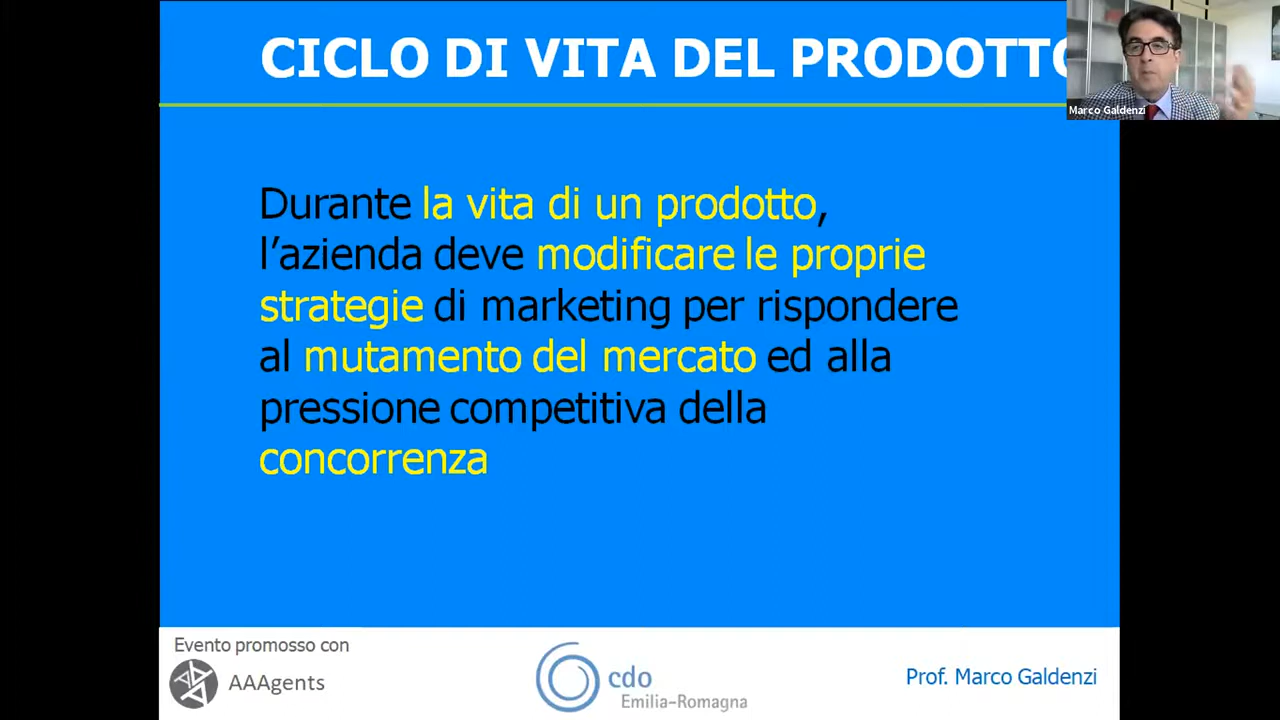 CICLO DI VITA DEL PRODOTTO
Marco Galdenzi
Durante la vita di un prodotto,
l’azienda deve modificare le proprie
strategie di marketing per rispondere
al mutamento del mercato ed alla
pressione competitiva della
concorrenza
Evento promosso con
AAAgents
cdo
Emilia-Romagna
Prof. Marco Galdenzi